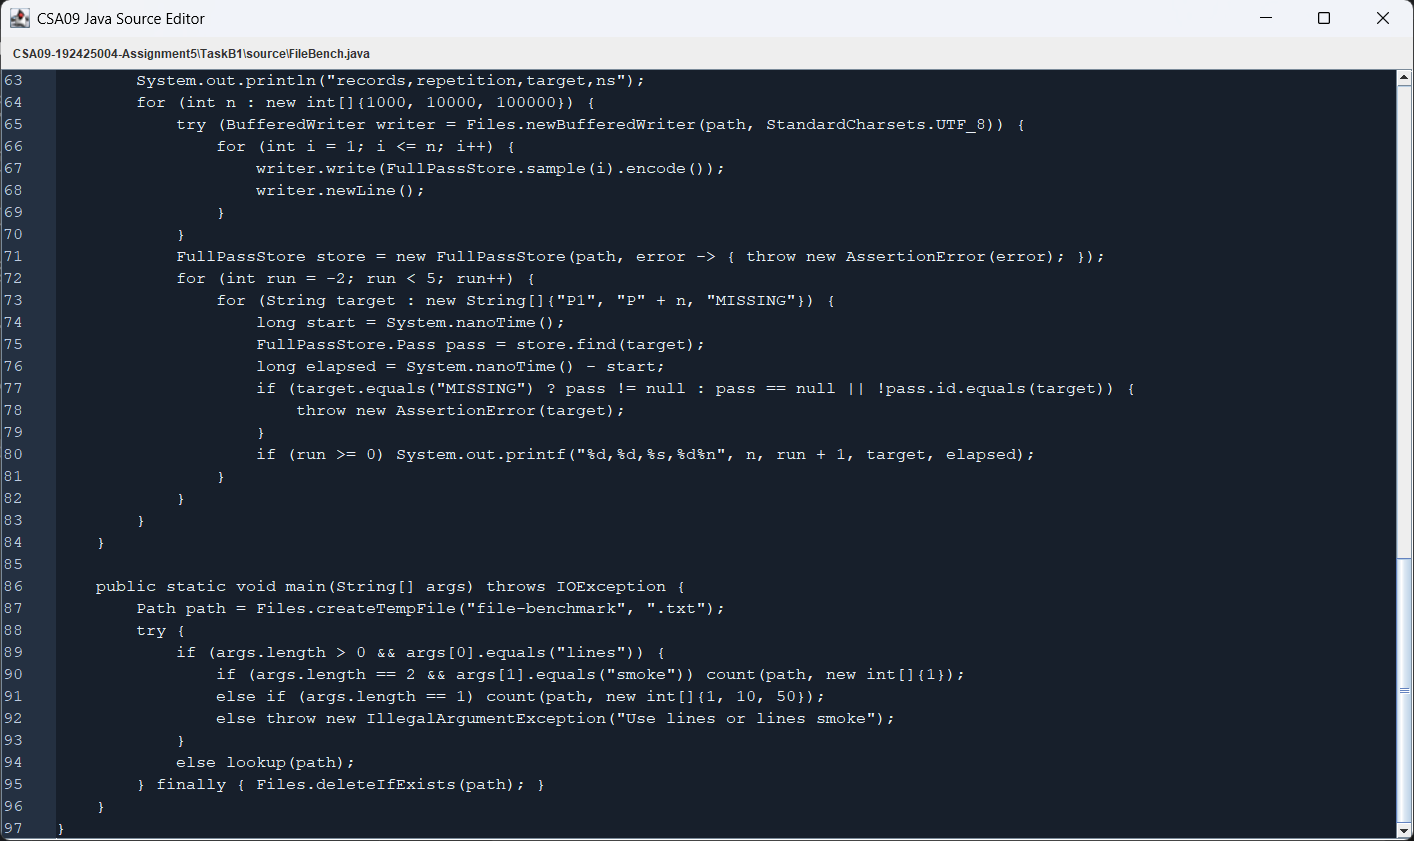 CSA09 Java Source Editor
CSA09-192425004-Assignment5\TaskB1\source\FileBench.java
63         System.out.println("records,repetition,target,ns");
64         for (int n : new int[]{1000, 10000, 100000}) {
65             try (BufferedWriter writer = Files.newBufferedWriter(path, StandardCharsets.UTF_8)) {
66                 for (int i = 1; i <= n; i++) {
67                     writer.write(FullPassStore.sample(i).encode());
68                     writer.newLine();
69                 }
70             }
71             FullPassStore store = new FullPassStore(path, error -> { throw new AssertionError(error); });
72             for (int run = -2; run < 5; run++) {
73                 for (String target : new String[]{"P1", "P" + n, "MISSING"}) {
74                     long start = System.nanoTime();
75                     FullPassStore.Pass pass = store.find(target);
76                     long elapsed = System.nanoTime() - start;
77                     if (target.equals("MISSING") ? pass != null : pass == null || !pass.id.equals(target)) {
78                         throw new AssertionError(target);
79                     }
80                     if (run >= 0) System.out.printf("%d,%d,%s,%d%n", n, run + 1, target, elapsed);
81                 }
82             }
83         }
84     }
85
86     public static void main(String[] args) throws IOException {
87         Path path = Files.createTempFile("file-benchmark", ".txt");
88         try {
89             if (args.length > 0 && args[0].equals("lines")) {
90                 if (args.length == 2 && args[1].equals("smoke")) count(path, new int[]{1});
91                 else if (args.length == 1) count(path, new int[]{1, 10, 50});
92                 else throw new IllegalArgumentException("Use lines or lines smoke");
93             }
94             else lookup(path);
95         } finally { Files.deleteIfExists(path); }
96     }
97 }